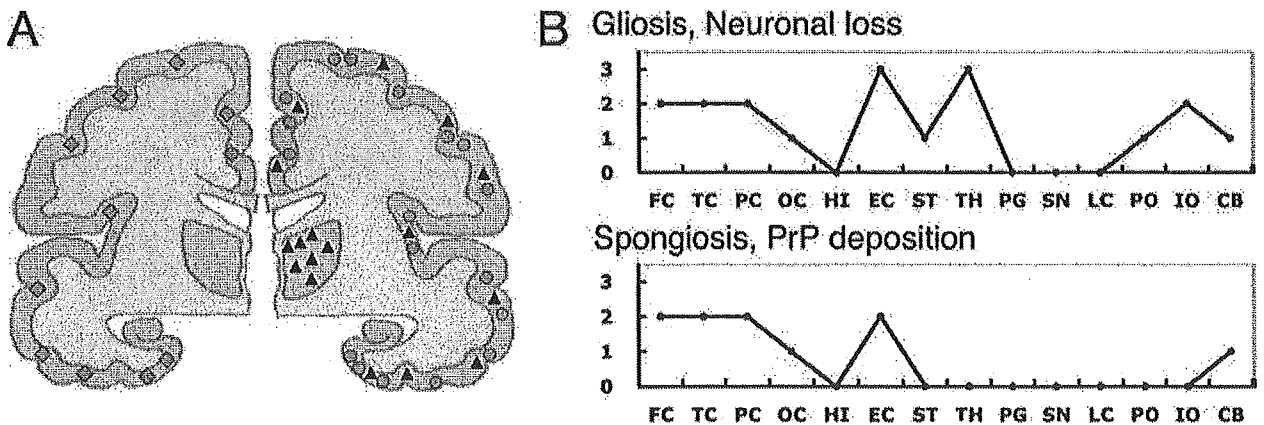 A
B Gliosis, Neuronal loss
3
2
1
0
FC TC PC OC HI EC ST TH PG SN LC PO IO CB
Spongiosis, PrP deposition
3
2
1
0
FC TC PC OC HI EC ST TH PG SN LC PO IO CB